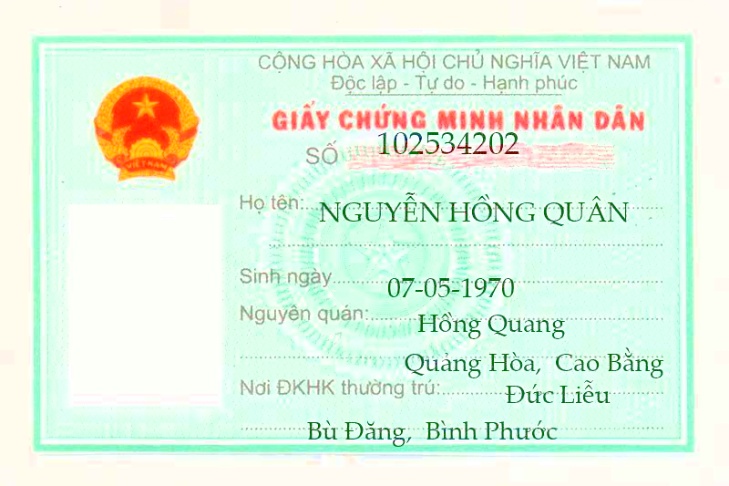 CỘNG HÒA XÃ HỘI CHỦ NGHĨA VIỆT NAM
Độc lập - Tự do - Hạnh phúc
GIẤY CHỨNG MINH NHÂN DÂN
SỐ 102534202
VIỆT NAM
Họ tên: NGUYỄN HỒNG QUÂN
Sinh ngày 07-05-1970
Nguyên quán: Hồng Quang
Quảng Hòa, Cao Bằng
Nơi ĐKHK thường trú: Đức Liễu
Bù Đăng, Bình Phước